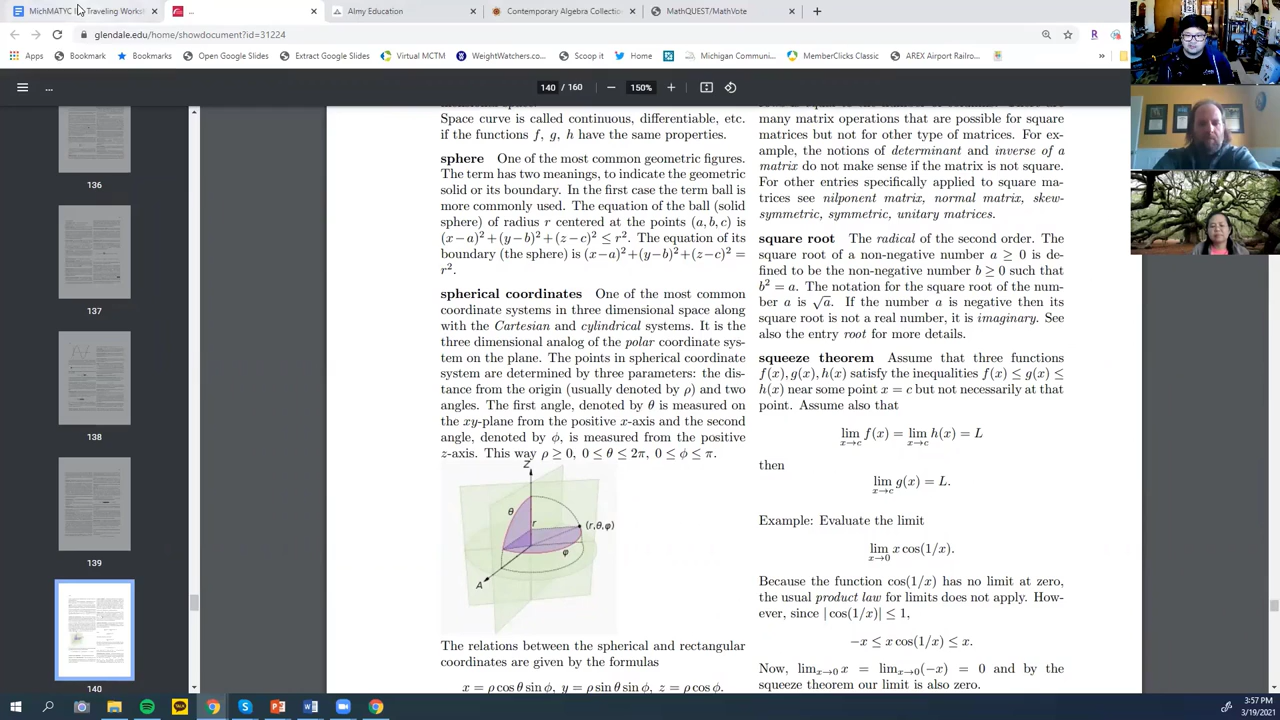 MichMATYC Traveling Worksh
...
Almy Education
Contemporary Algebra Collection
MathQUEST/MathVote
glendale.edu/home/showdocument?id=31224
Apps
Bookmark
Suggested Sites
Open Google Slides
Extract Google Slides
Virtual MCTM
WeightWatchers.co...
Scoop it
Home
Michigan Communi...
MemberClicks Classic
AREX Airport Railro...
»
...
140 / 160
150%
136
137
138
139
140
Space curve is called continuous, differentiable, etc.
if the functions f, g, h have the same properties.
sphere One of the most common geometric figures.
The term has two meanings, to indicate the geometric
solid or its boundary. In the first case the term ball is
more commonly used. The equation of the ball (solid
sphere) of radius r centered at the points (a, b, c) is
(x−a)²+(y−b)²+(z−c)² ≤ r². The equation of its
boundary (the sphere) is (x−a)²+(y−b)²+(z−c)² =
r².
spherical coordinates One of the most common
coordinate systems in three dimensional space along
with the Cartesian and cylindrical systems. It is the
three dimensional analog of the polar coordinate sys-
tem on the plane. The points in spherical coordinate
system are determined by three parameters: the dis-
tance from the origin (usually denoted by ρ) and two
angles. The first angle, denoted by θ is measured on
the xy-plane from the positive x-axis and the second
angle, denoted by ϕ, is measured from the positive
z-axis. This way ρ ≥ 0, 0 ≤ θ ≤ 2π, 0 ≤ ϕ ≤ π.
Z
θ
r
(r,θ,φ)
φ
A
The relations between the spherical and rectangular
coordinates are given by the formulas
x = ρ cos θ sin ϕ, y = ρ sin θ sin ϕ, z = ρ cos ϕ.
many matrix operations that are possible for square
matrices but not for other type of matrices. For ex-
ample, the notions of determinant and inverse of a
matrix do not make sense if the matrix is not square.
For other entries specifically applied to square ma-
trices see nilponent matrix, normal matrix, skew-
symmetric, symmetric, unitary matrices.
square root The radical of the second order. The
square root of a non-negative number a ≥ 0 is de-
fined to be the non-negative number b ≥ 0 such that
b² = a. The notation for the square root of the num-
ber a is √a. If the number a is negative then its
square root is not a real number, it is imaginary. See
also the entry root for more details.
squeeze theorem Assume that three functions
f(x), g(x), h(x) satisfy the inequalities f(x) ≤ g(x) ≤
h(x) near some point x = c but not necessarily at that
point. Assume also that
lim x→c f(x) = lim x→c h(x) = L
then
lim x→c g(x) = L.
Example: Evaluate the limit
lim x→0 x cos(1/x).
Because the function cos(1/x) has no limit at zero,
the usual product law for limits does not apply. How-
ever, since | cos(1/x)| ≤ 1,
−x ≤ x cos(1/x) ≤ x.
Now, lim x→0 x = lim x→0 (−x) = 0 and by the
squeeze theorem our limit is also zero.
3:57 PM
3/19/2021